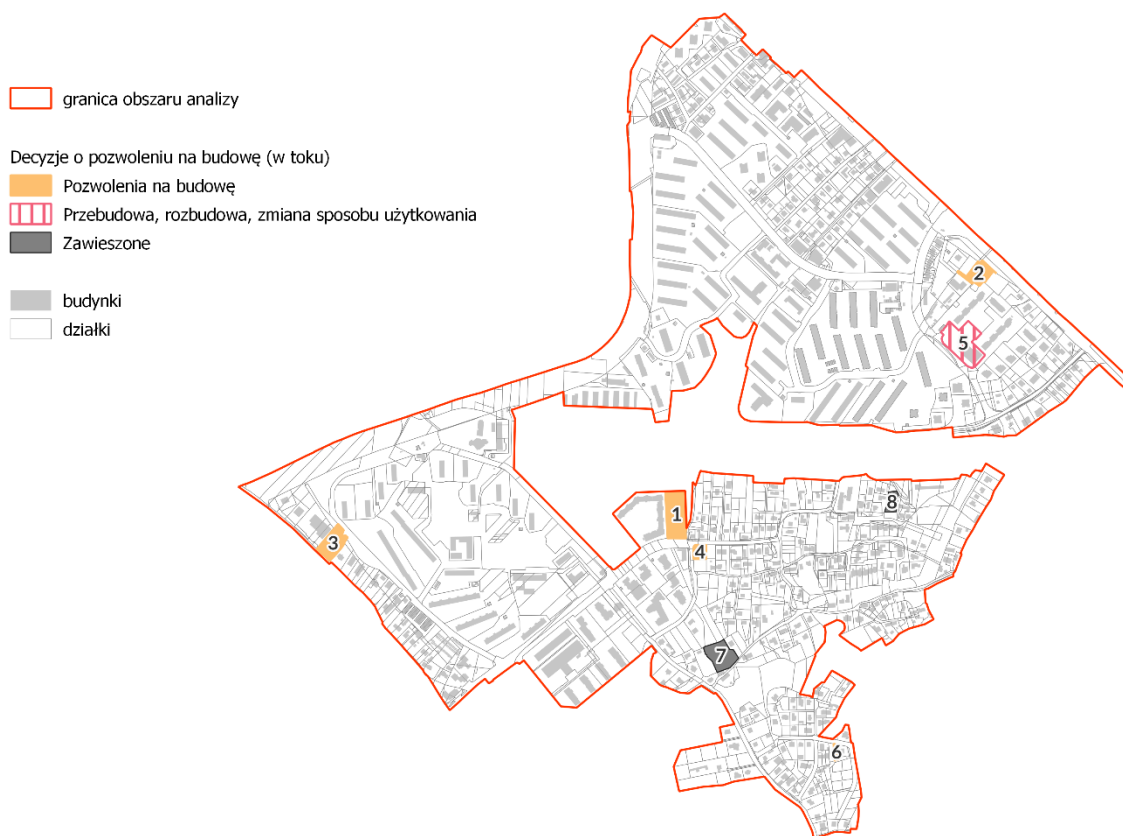 granica obszaru analizy
Decyzje o pozwoleniu na budowę (w toku)
Pozwolenia na budowę
Przebudowa, rozbudowa, zmiana sposobu użytkowania
Zawieszone
budynki
działki
2
5
1
8
3
4
7
6